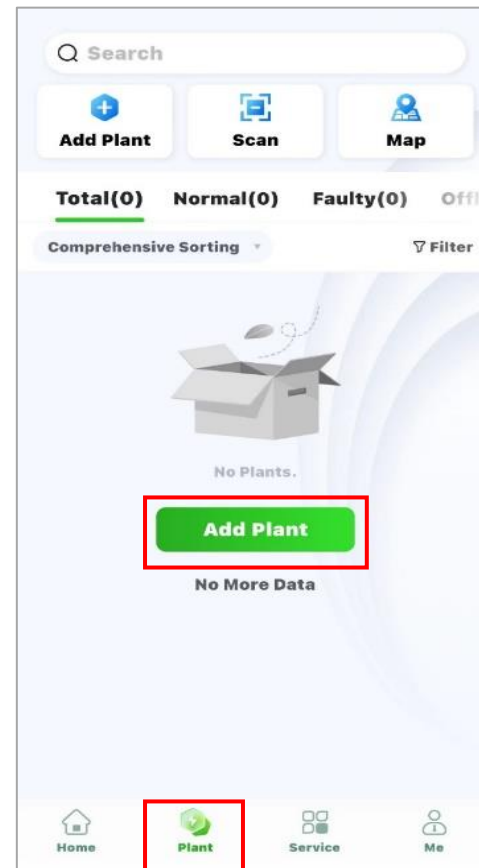 Search
Add Plant Scan Map
Total(0) Normal(0) Faulty(0) Offl
Comprehensive Sorting Filter
No Plants.
Add Plant
No More Data
Home Plant Service Me